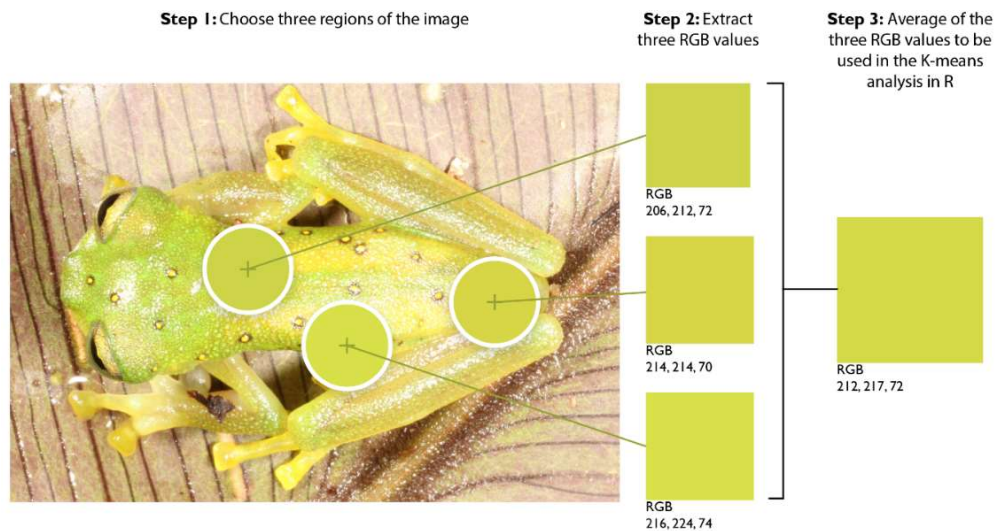 Step 1: Choose three regions of the image
Step 2: Extract
three RGB values
Step 3: Average of the
three RGB values to be
used in the K-means
analysis in R
RGB
206, 212, 72
RGB
214, 214, 70
RGB
216, 224, 74
RGB
212, 217, 72